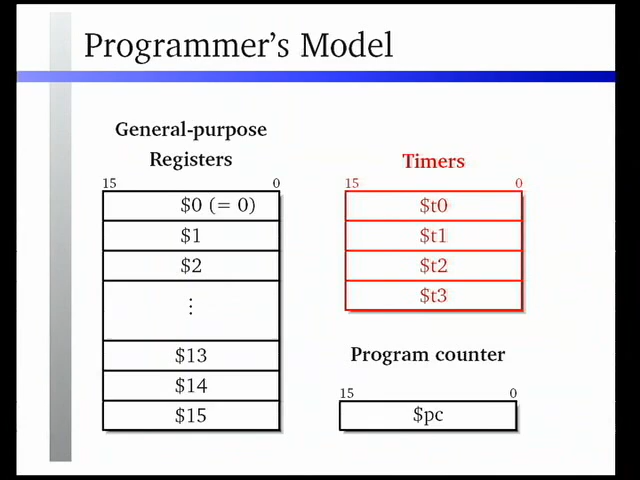 Programmer's Model
General-purpose
Registers
15 0
$0 (= 0)
$1
$2
⋮
$13
$14
$15
Timers
15 0
$t0
$t1
$t2
$t3
Program counter
15 0
$pc